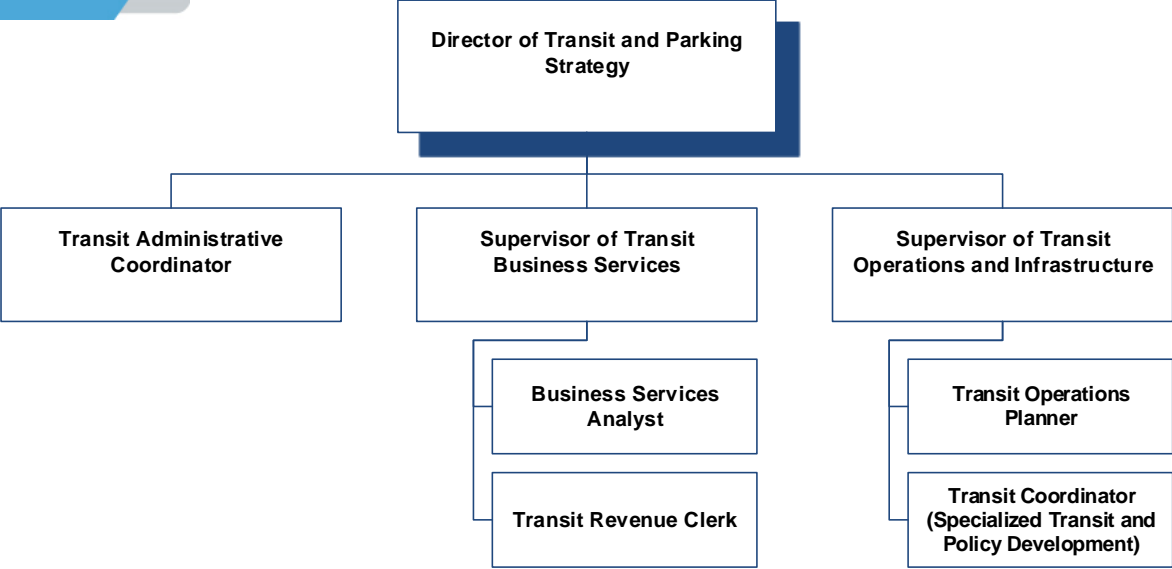 Director of Transit and Parking
Strategy
Transit Administrative
Coordinator
Supervisor of Transit
Business Services
Supervisor of Transit
Operations and Infrastructure
Business Services
Analyst
Transit Operations
Planner
Transit Revenue Clerk
Transit Coordinator
(Specialized Transit and
Policy Development)